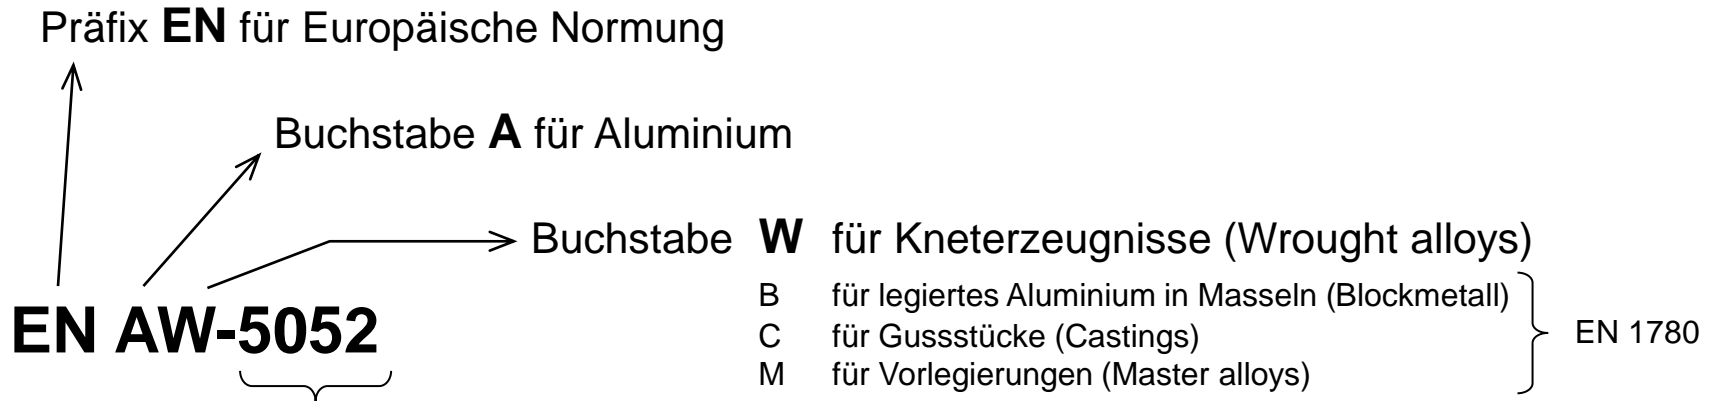 Präfix EN für Europäische Normung
Buchstabe A für Aluminium
Buchstabe W für Kneterzeugnisse (Wrought alloys)
B für legiertes Aluminium in Masseln (Blockmetall)
EN AW-5052
C für Gussstücke (Castings)
EN 1780
M für Vorlegierungen (Master alloys)